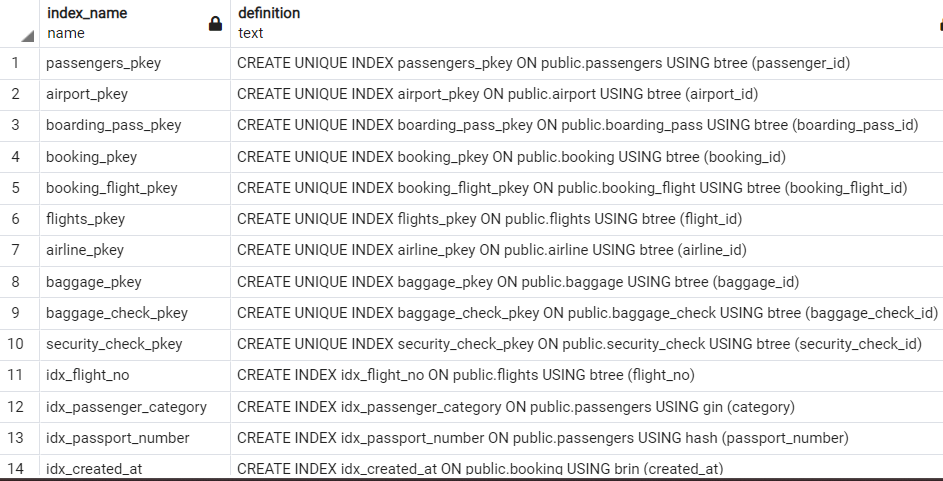 index_name definition
name text
1 passengers_pkey CREATE UNIQUE INDEX passengers_pkey ON public.passengers USING btree (passenger_id)
2 airport_pkey CREATE UNIQUE INDEX airport_pkey ON public.airport USING btree (airport_id)
3 boarding_pass_pkey CREATE UNIQUE INDEX boarding_pass_pkey ON public.boarding_pass USING btree (boarding_pass_id)
4 booking_pkey CREATE UNIQUE INDEX booking_pkey ON public.booking USING btree (booking_id)
5 booking_flight_pkey CREATE UNIQUE INDEX booking_flight_pkey ON public.booking_flight USING btree (booking_flight_id)
6 flights_pkey CREATE UNIQUE INDEX flights_pkey ON public.flights USING btree (flight_id)
7 airline_pkey CREATE UNIQUE INDEX airline_pkey ON public.airline USING btree (airline_id)
8 baggage_pkey CREATE UNIQUE INDEX baggage_pkey ON public.baggage USING btree (baggage_id)
9 baggage_check_pkey CREATE UNIQUE INDEX baggage_check_pkey ON public.baggage_check USING btree (baggage_check_id)
10 security_check_pkey CREATE UNIQUE INDEX security_check_pkey ON public.security_check USING btree (security_check_id)
11 idx_flight_no CREATE INDEX idx_flight_no ON public.flights USING btree (flight_no)
12 idx_passenger_category CREATE INDEX idx_passenger_category ON public.passengers USING gin (category)
13 idx_passport_number CREATE INDEX idx_passport_number ON public.passengers USING hash (passport_number)
14 idx_created_at CREATE INDEX idx_created_at ON public.booking USING brin (created_at)